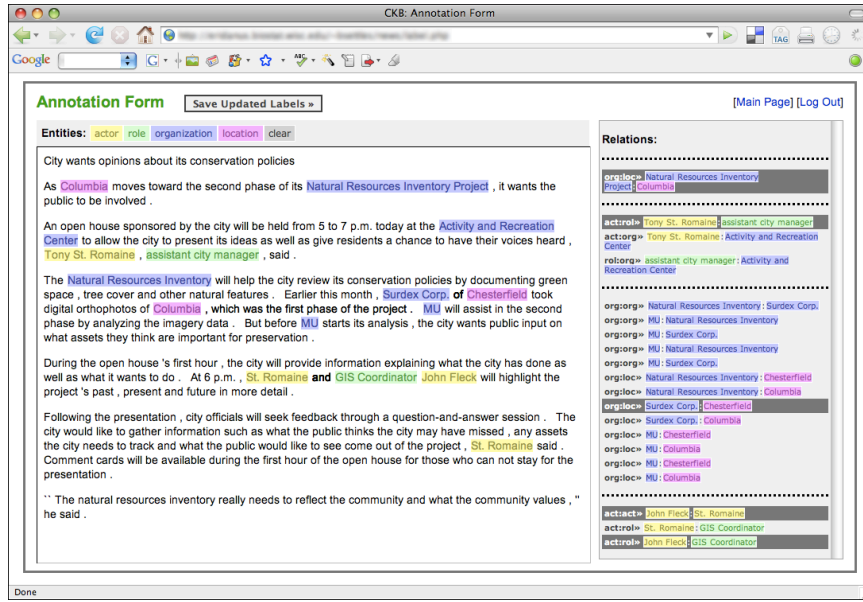 CKB: Annotation Form
TAG
Google
G
ABC
Annotation Form
Save Updated Labels »
[Main Page] [Log Out]
Entities: actor role organization location clear
City wants opinions about its conservation policies
As Columbia moves toward the second phase of its Natural Resources Inventory Project , it wants the
public to be involved .
An open house sponsored by the city will be held from 5 to 7 p.m. today at the Activity and Recreation
Center to allow the city to present its ideas as well as give residents a chance to have their voices heard ,
Tony St. Romaine , assistant city manager , said .
The Natural Resources Inventory will help the city review its conservation policies by documenting green
space , tree cover and other natural features . Earlier this month , Surdex Corp. of Chesterfield took
digital orthophotos of Columbia , which was the first phase of the project . MU will assist in the second
phase by analyzing the imagery data . But before MU starts its analysis , the city wants public input on
what assets they think are important for preservation .
During the open house 's first hour , the city will provide information explaining what the city has done as
well as what it wants to do . At 6 p.m. , St. Romaine and GIS Coordinator John Fleck will highlight the
project 's past , present and future in more detail .
Following the presentation , city officials will seek feedback through a question-and-answer session . The
city would like to gather information such as what the public thinks the city may have missed , any assets
the city needs to track and what the public would like to see come out of the project , St. Romaine said .
Comment cards will be available during the first hour of the open house for those who can not stay for the
presentation .
`` The natural resources inventory really needs to reflect the community and what the community values , ''
he said .
Relations:
org:loc» Natural Resources Inventory
Project:Columbia
act:rol» Tony St. Romaine:assistant city manager
act:org» Tony St. Romaine:Activity and Recreation
Center
rol:org» assistant city manager:Activity and
Recreation Center
org:org» Natural Resources Inventory:Surdex Corp.
org:org» MU:Natural Resources Inventory
org:org» MU:Surdex Corp.
org:org» MU:Natural Resources Inventory
org:org» MU:Surdex Corp.
org:loc» Natural Resources Inventory:Chesterfield
org:loc» Natural Resources Inventory:Columbia
org:loc» Surdex Corp.:Chesterfield
org:loc» Surdex Corp.:Columbia
org:loc» MU:Chesterfield
org:loc» MU:Columbia
org:loc» MU:Chesterfield
org:loc» MU:Columbia
act:act» John Fleck:St. Romaine
act:rol» St. Romaine:GIS Coordinator
act:rol» John Fleck:GIS Coordinator
Done